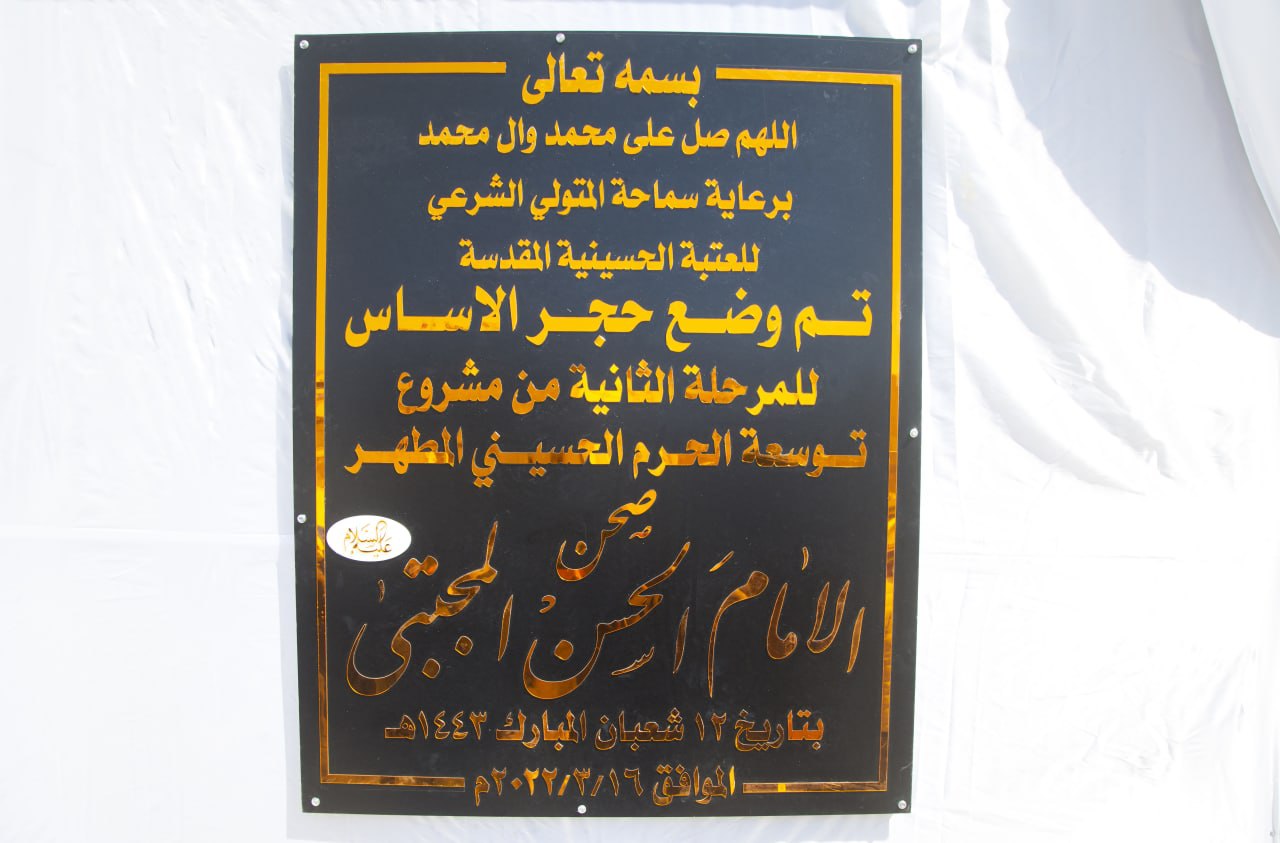 بسمه تعالى
اللهم صل على محمد وال محمد
برعاية سماحة المتولي الشرعي
للعتبة الحسينية المقدسة
تم وضع حجر الاساس
للمرحلة الثانية من مشروع
توسعة الحرم الحسيني المطهر
صحن
الامام الحسن المجتبى
عليه السلام
بتاريخ ١٢ شعبان المبارك ١٤٤٣هـ
الموافق ٢٠٢٢/٣/١٦م